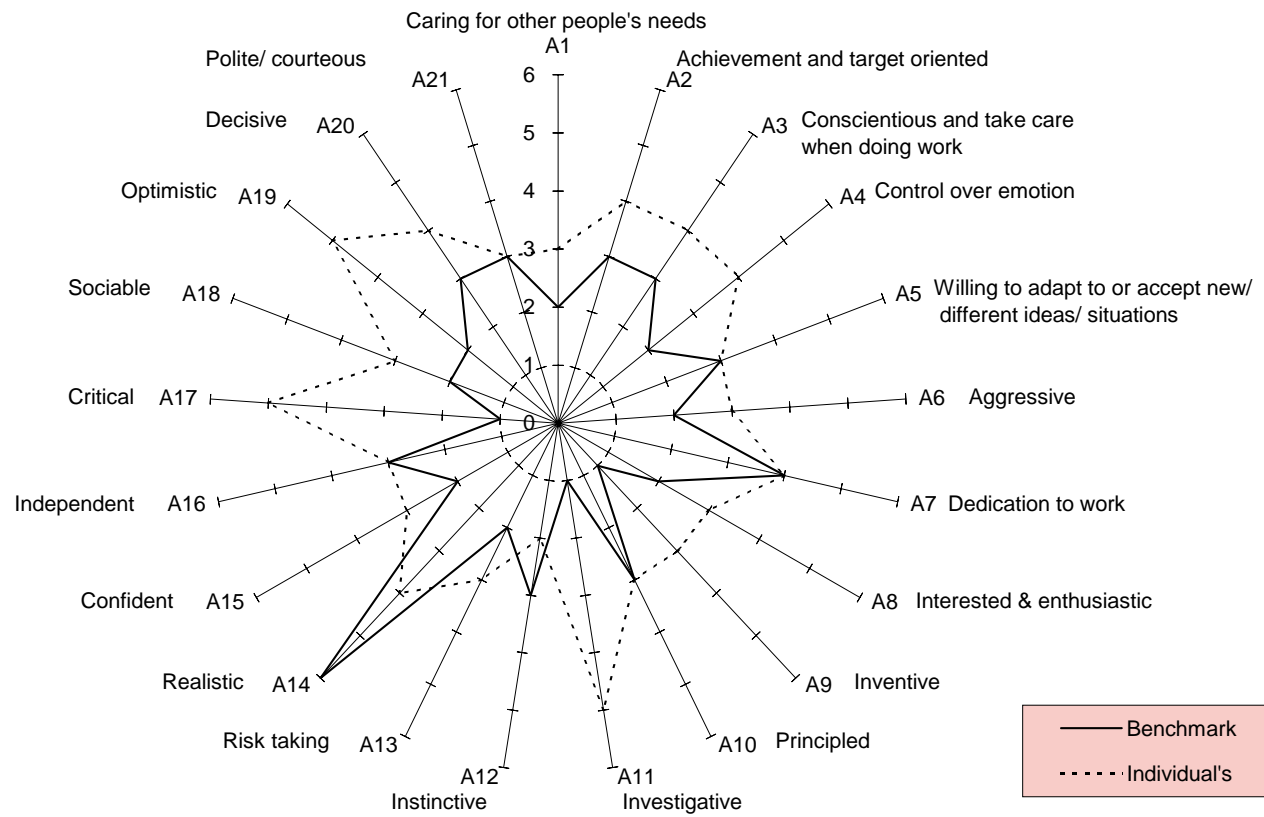 Caring for other people's needs
A1
Polite/ courteous
A21
Achievement and target oriented
A2
6
5
4
3
2
1
0
Decisive
A20
A3
Conscientious and take care
when doing work
Optimistic
A19
A4
Control over emotion
Sociable
A18
A5
Willing to adapt to or accept new/
different ideas/ situations
Critical
A17
A6
Aggressive
Independent
A16
A7
Dedication to work
Confident
A15
A8
Interested & enthusiastic
Realistic
A14
A9
Inventive
Risk taking
A13
A10
Principled
A12
Instinctive
A11
Investigative
Benchmark
Individual's